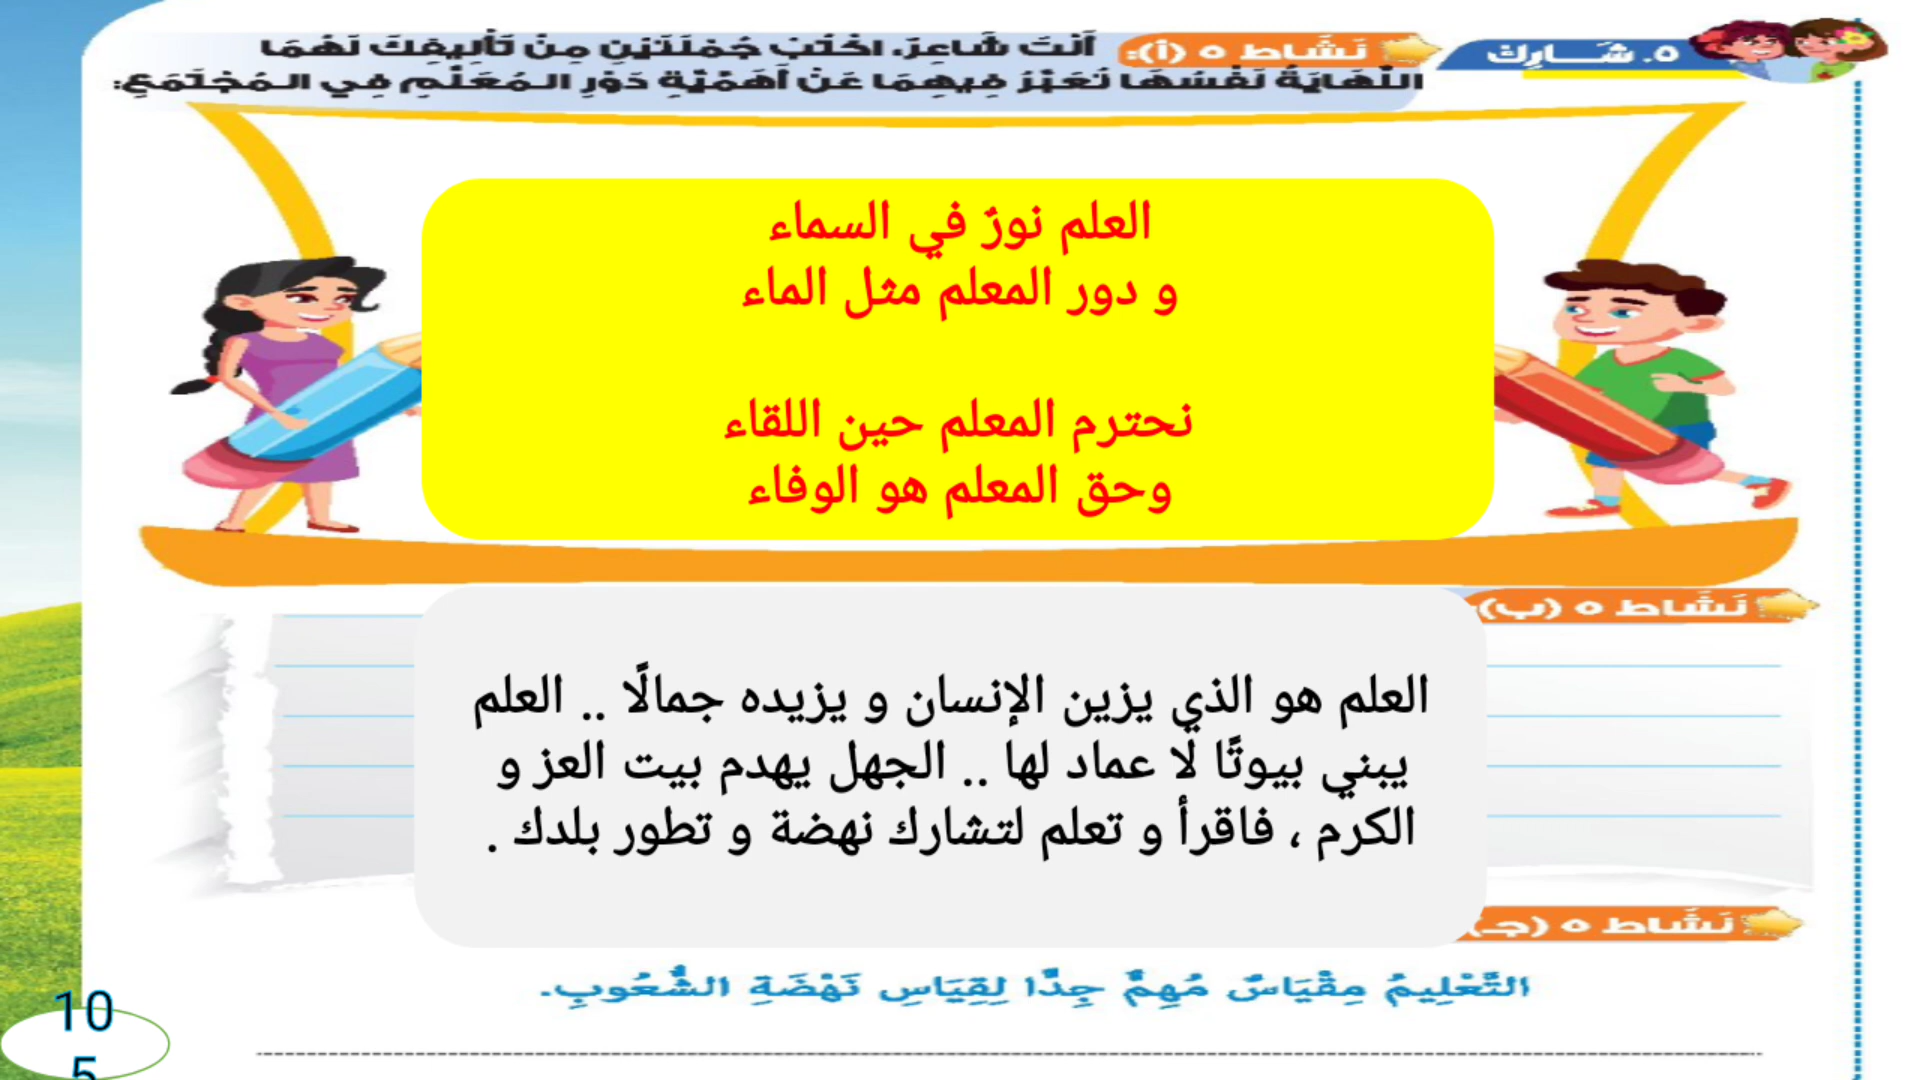 ٥. شَـــارِكْ
نَشَاط ٥ (أ): أَنْتَ شَاعِرٌ، اكْتُبْ جُمْلَتَيْنِ مِنْ تَأْلِيفِكَ لَهُمَا
النِّهَايَةُ نَفْسُهَا تُعَبِّرُ فِيهِمَا عَنْ أَهَمِّيَّةِ دَوْرِ الـمُعَلِّمِ فِي الـمُجْتَمَعِ:
العلم نورٌ في السماء
و دور المعلم مثل الماء
نحترم المعلم حين اللقاء
وحق المعلم هو الوفاء
نَشَاط ٥ (ب)
العلم هو الذي يزين الإنسان و يزيده جمالًا .. العلم
يبني بيوتًا لا عماد لها .. الجهل يهدم بيت العز و
الكرم ، فاقرأ و تعلم لتشارك نهضة و تطور بلدك .
نَشَاط ٥ (جـ)
التَّعْلِيمُ مِقْيَاسٌ مُهِمٌّ جِدًّا لِقِيَاسِ نَهْضَةِ الشُّعُوبِ.
10
5